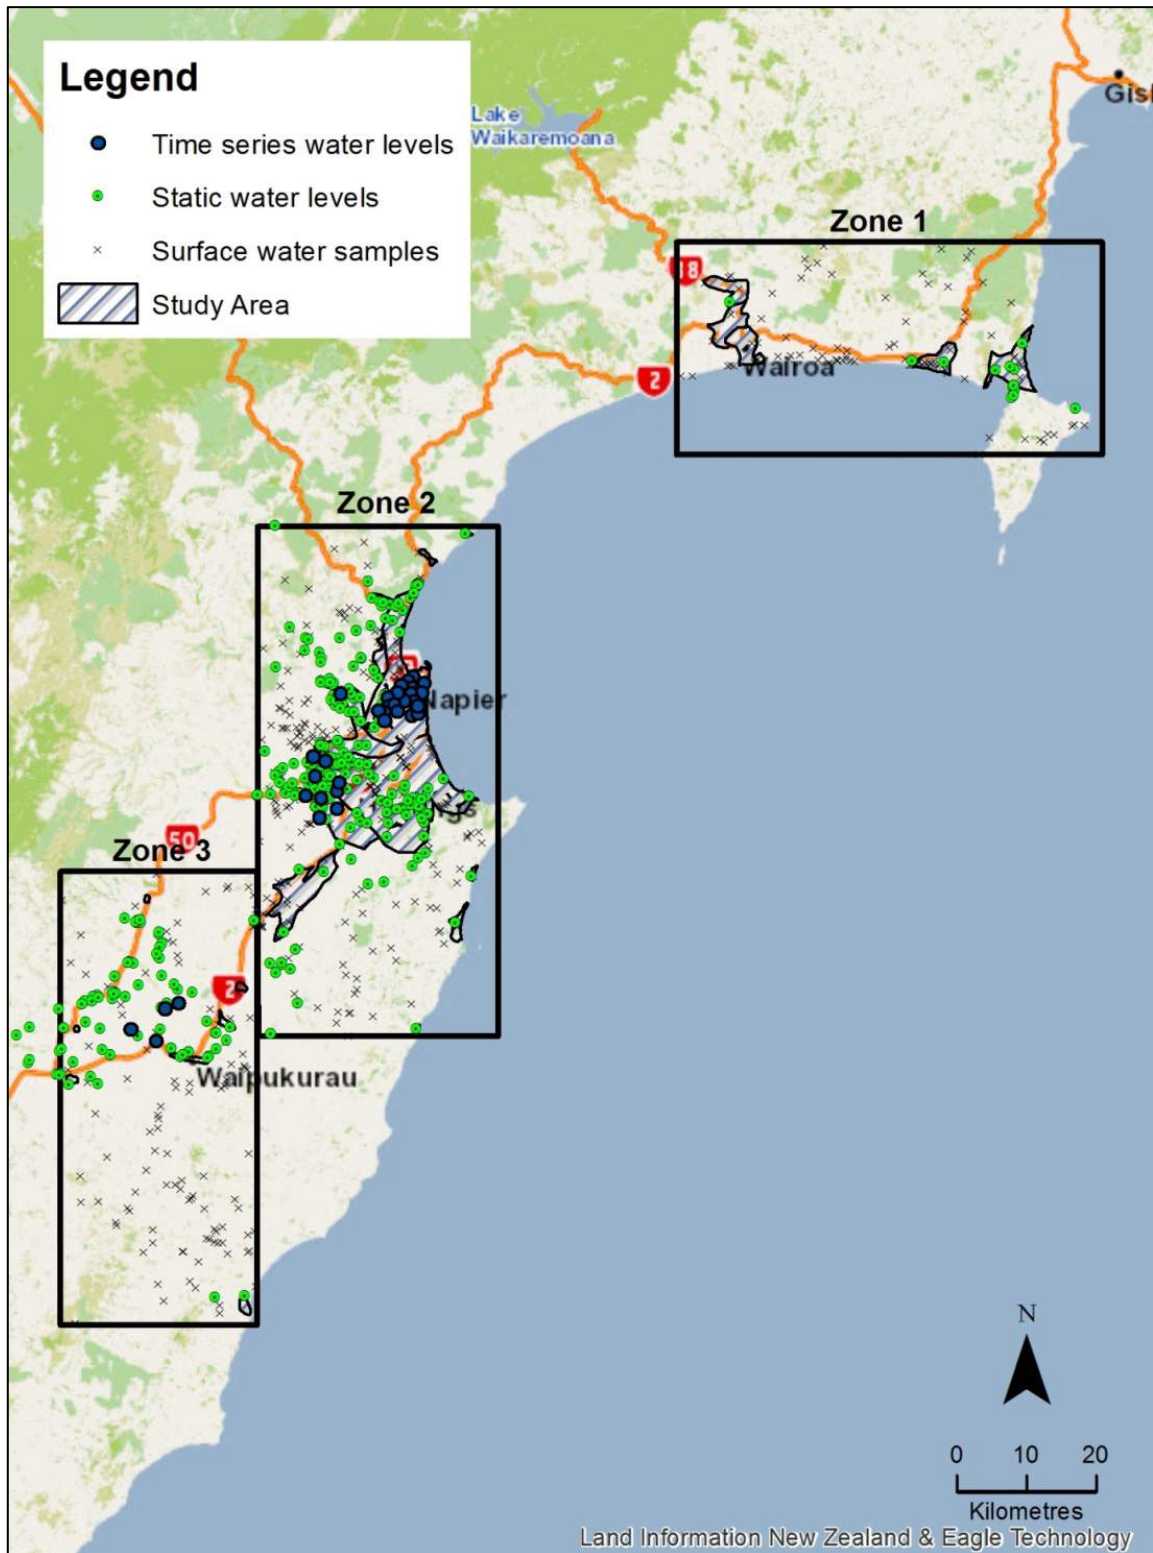 Legend
Time series water levels
Static water levels
Surface water samples
Study Area
Lake
Waikaremoana
Zone 1
2
Wairoa
Zone 2
Napier
50
Zone 3
2
Waipukurau
N
0 10 20
Kilometres
Land Information New Zealand & Eagle Technology